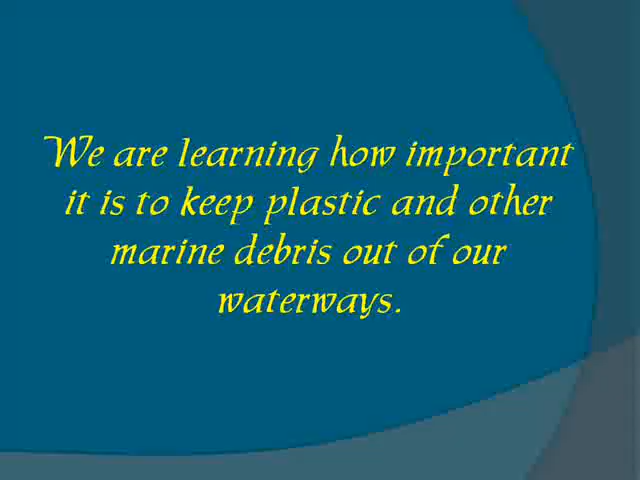 We are learning how important
it is to keep plastic and other
marine debris out of our
waterways.